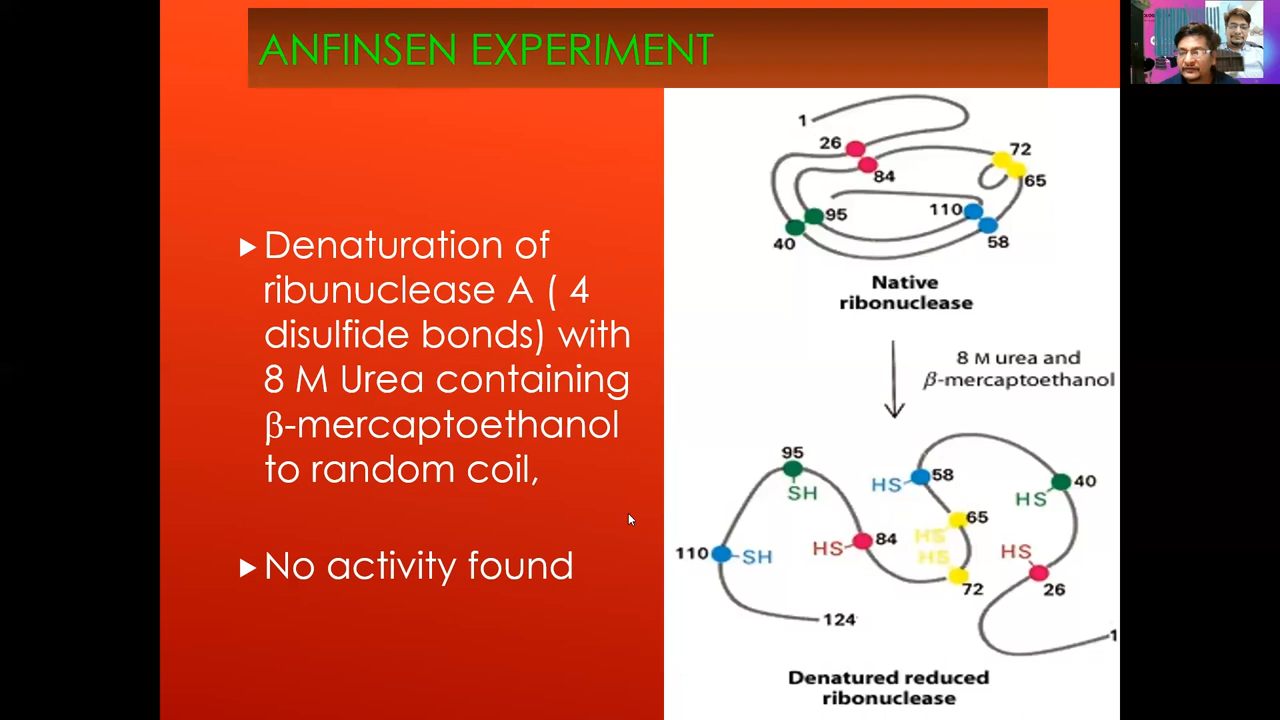 ANFINSEN EXPERIMENT
Denaturation of
ribunuclease A ( 4
disulfide bonds) with
8 M Urea containing
β-mercaptoethanol
to random coil,
No activity found
1
26
84
72
65
95
40
110
58
Native
ribonuclease
8 M urea and
β-mercaptoethanol
95
SH
110
SH
HS
84
HS
58
65
HS
HS
72
HS
40
HS
26
124
1
Denatured reduced
ribonuclease